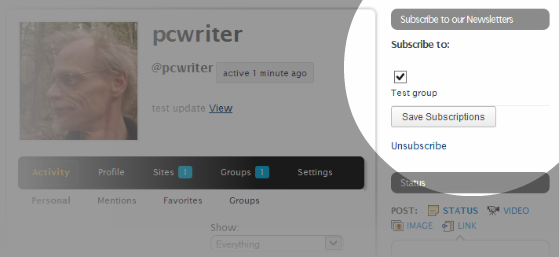 pcwriter
@pcwriter active 1 minute ago
test update View
Activity Profile Sites 1 Groups 1 Settings
Personal Mentions Favorites Groups
Show:
Everything
Subscribe to our Newsletters
Subscribe to:
Test group
Save Subscriptions
Unsubscribe
Status
POST: STATUS VIDEO
IMAGE LINK